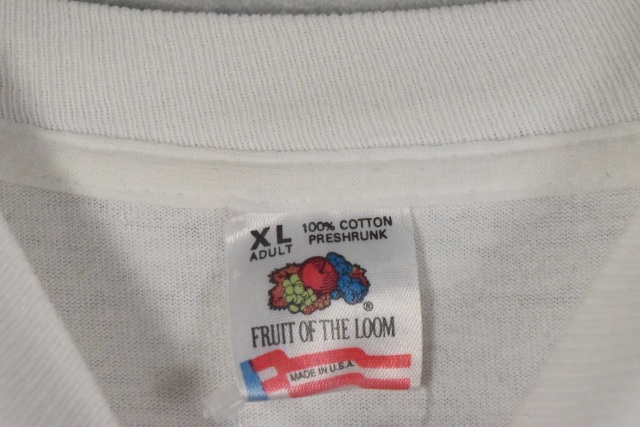 XL
ADULT
100% COTTON
PRESHRUNK
®
FRUIT OF THE LOOM
MADE IN U.S.A.